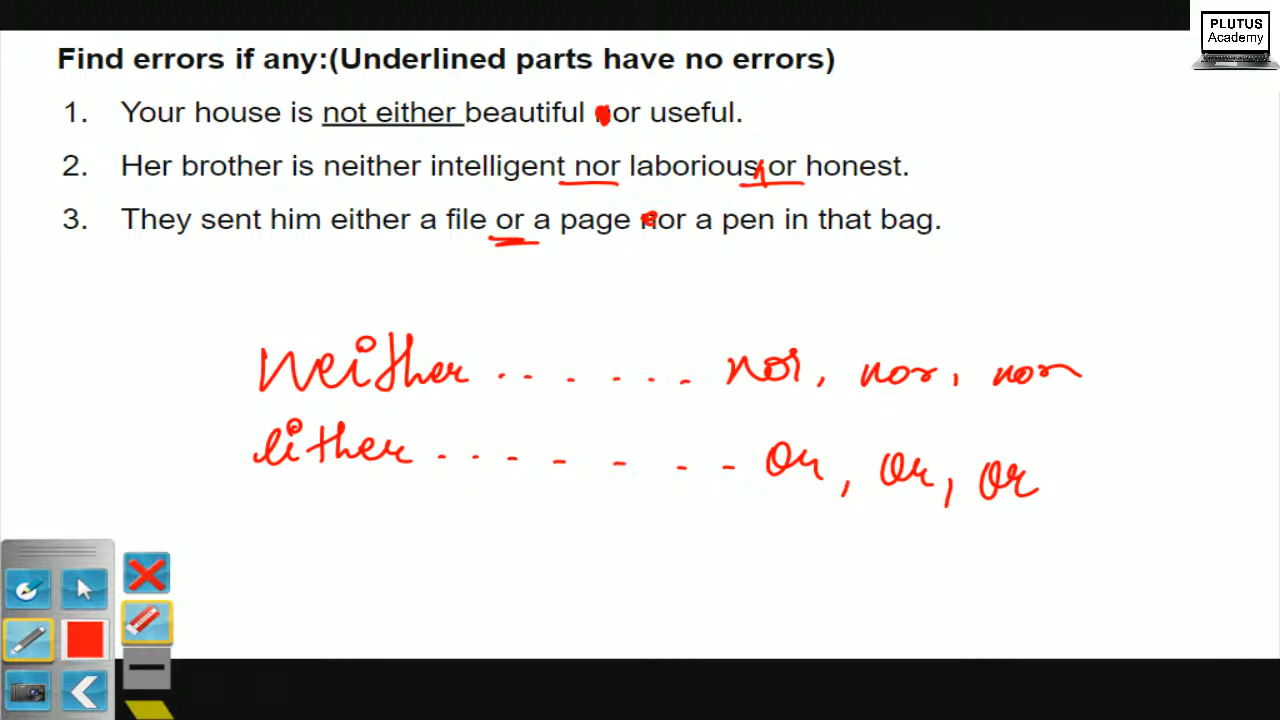 PLUTUS
Academy
Find errors if any:(Underlined parts have no errors)
1. Your house is not either beautiful nor useful.
2. Her brother is neither intelligent nor laborious nor honest.
3. They sent him either a file or a page nor a pen in that bag.
Neither ....... nor, nor, nor
either ........ or, or, or